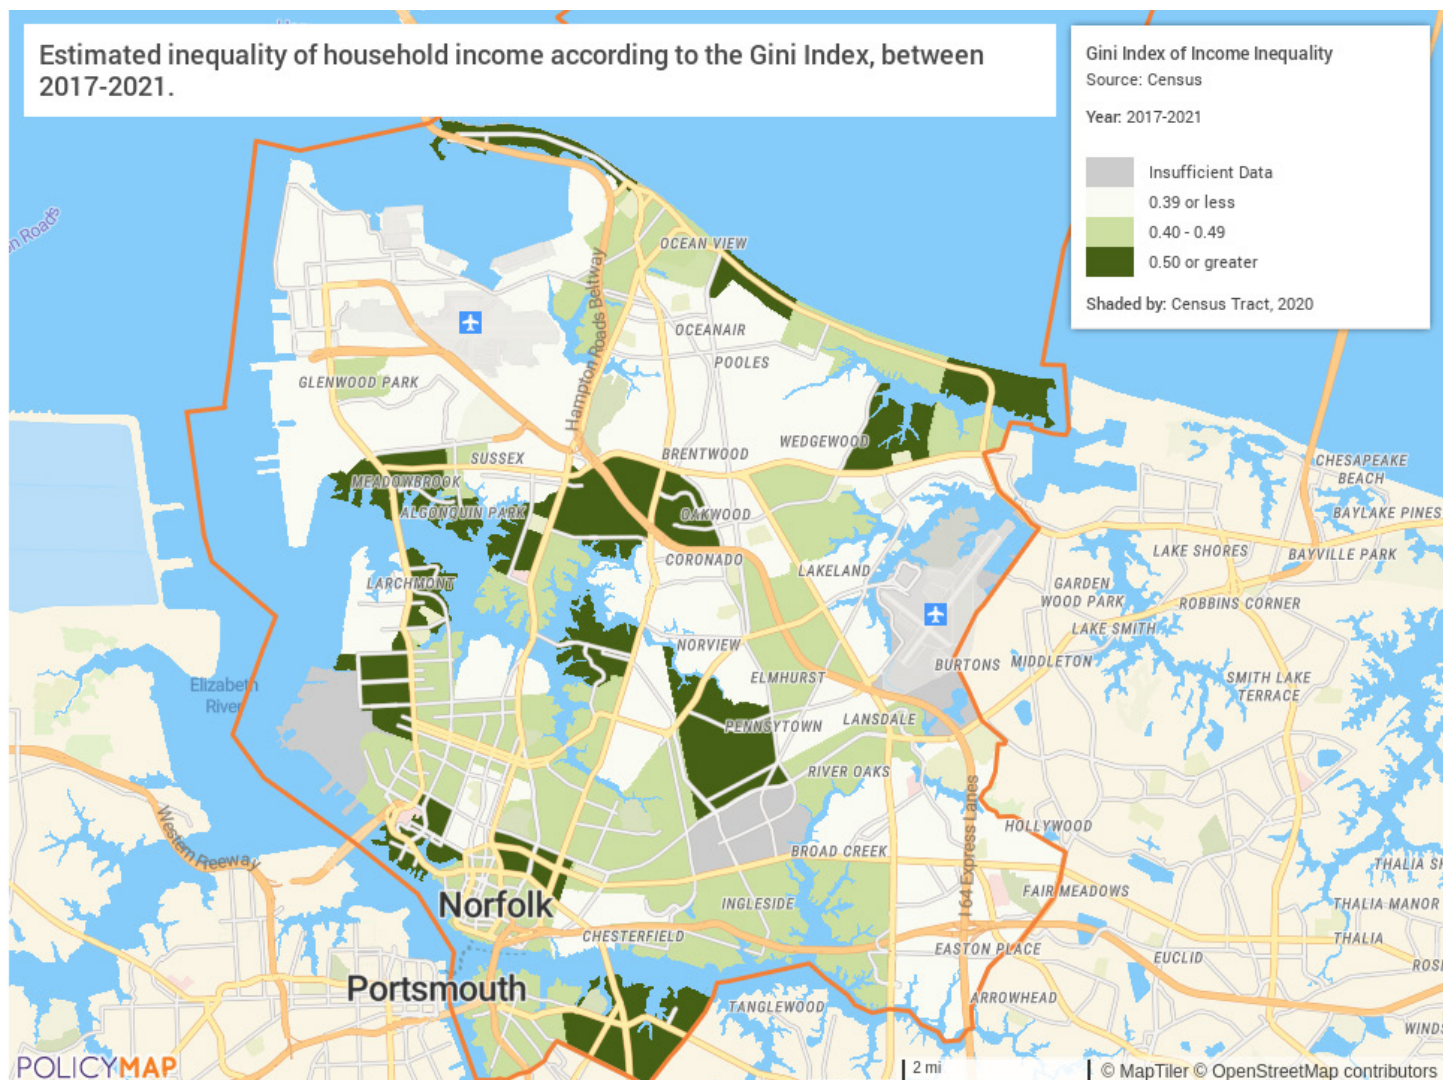 Estimated inequality of household income according to the Gini Index, between
2017-2021.
Gini Index of Income Inequality
Source: Census
Year: 2017-2021
Insufficient Data
0.39 or less
0.40 - 0.49
0.50 or greater
Shaded by: Census Tract, 2020
n Roads
OCEAN VIEW
Hampton Roads Beltway
OCEANAIR
POOLES
GLENWOOD PARK
WEDGEWOOD
BRENTWOOD
SUSSEX
CHESAPEAKE
BEACH
MEADOWBROOK
ALGONQUIN PARK
OAKWOOD
BAYLAKE PINES
LAKE SHORES
BAYVILLE PARK
CORONADO
LAKELAND
LARCHMONT
GARDEN
WOOD PARK
ROBBINS CORNER
LAKE SMITH
NORVIEW
BURTONS
MIDDLETON
ELMHURST
SMITH LAKE
TERRACE
Elizabeth
River
PENNSYTOWN
LANSDALE
RIVER OAKS
I 64 Express Lanes
HOLLYWOOD
Western Freeway
BROAD CREEK
THALIA SH
FAIR MEADOWS
INGLESIDE
THALIA MANOR
Norfolk
CHESTERFIELD
THALIA
EASTON PLACE
EUCLID
ROSE
Portsmouth
TANGLEWOOD
ARROWHEAD
WINDS
POLICYMAP
2 mi
© MapTiler © OpenStreetMap contributors